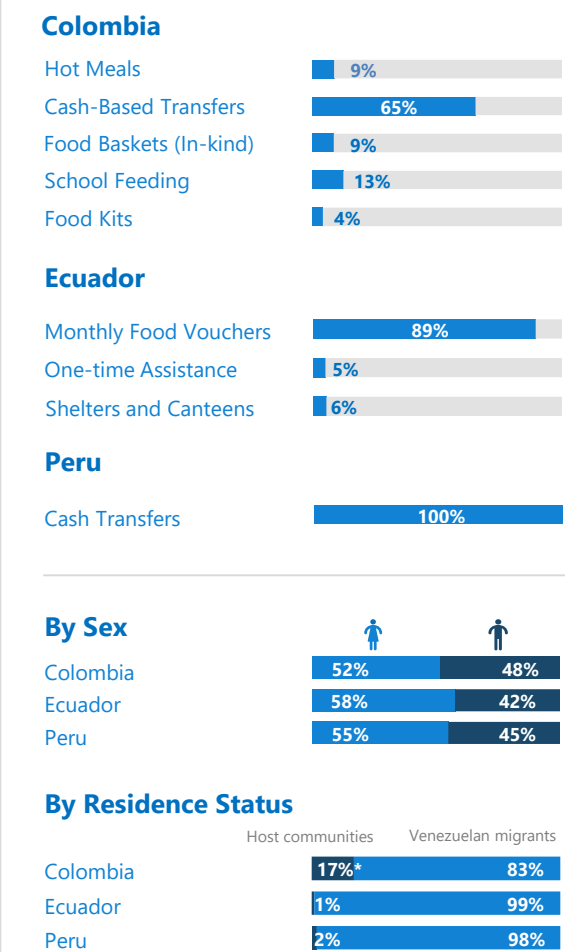 Colombia
Hot Meals 9%
Cash-Based Transfers 65%
Food Baskets (In-kind) 9%
School Feeding 13%
Food Kits 4%
Ecuador
Monthly Food Vouchers 89%
One-time Assistance 5%
Shelters and Canteens 6%
Peru
Cash Transfers 100%
By Sex
Colombia 52% 48%
Ecuador 58% 42%
Peru 55% 45%
By Residence Status
Host communities Venezuelan migrants
Colombia 17%* 83%
Ecuador 1% 99%
Peru 2% 98%